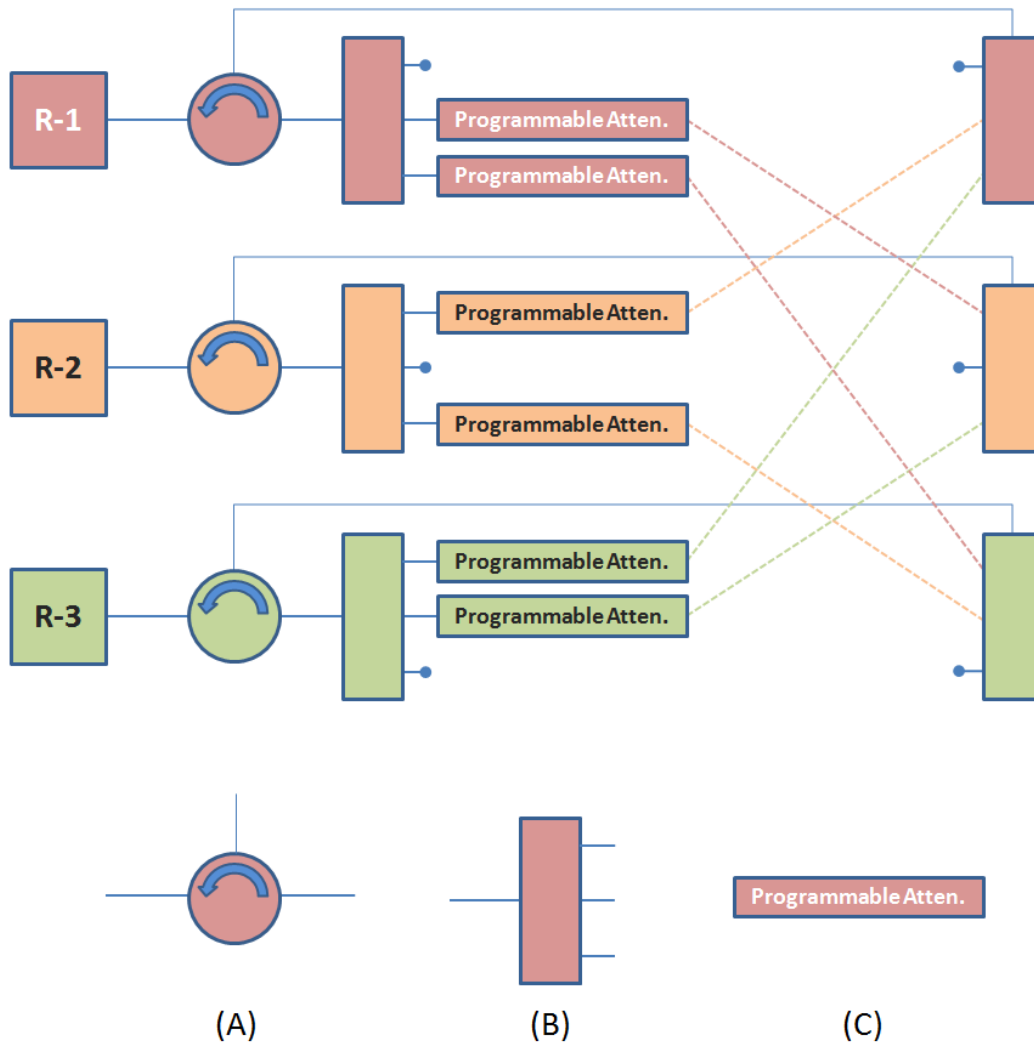 R-1
Programmable Atten.
Programmable Atten.
R-2
Programmable Atten.
Programmable Atten.
R-3
Programmable Atten.
Programmable Atten.
Programmable Atten.
(A)
(B)
(C)